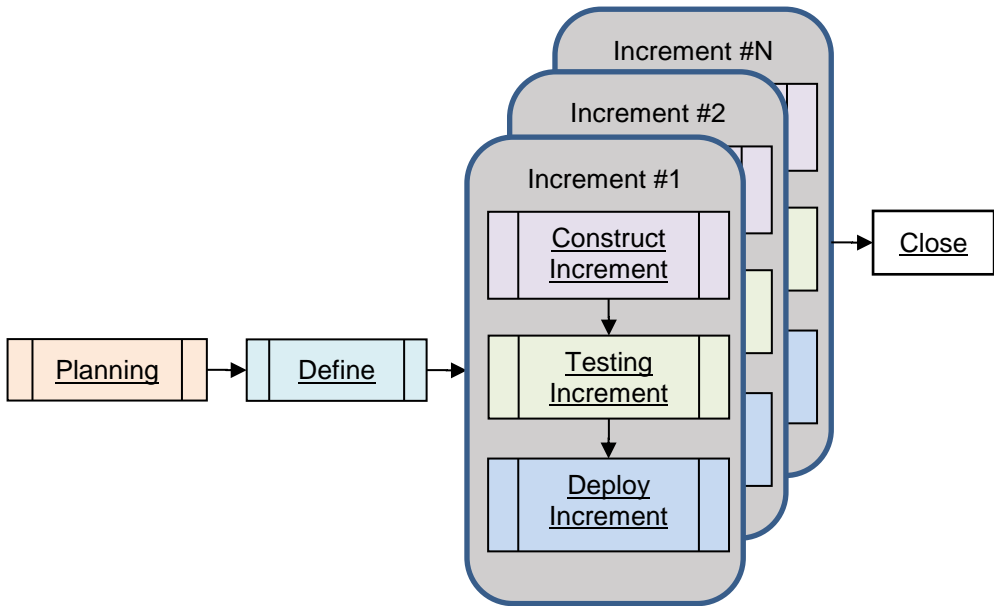 Increment #N
Increment #2
Increment #1
Construct
Increment
Testing
Increment
Deploy
Increment
Planning
Define
Close